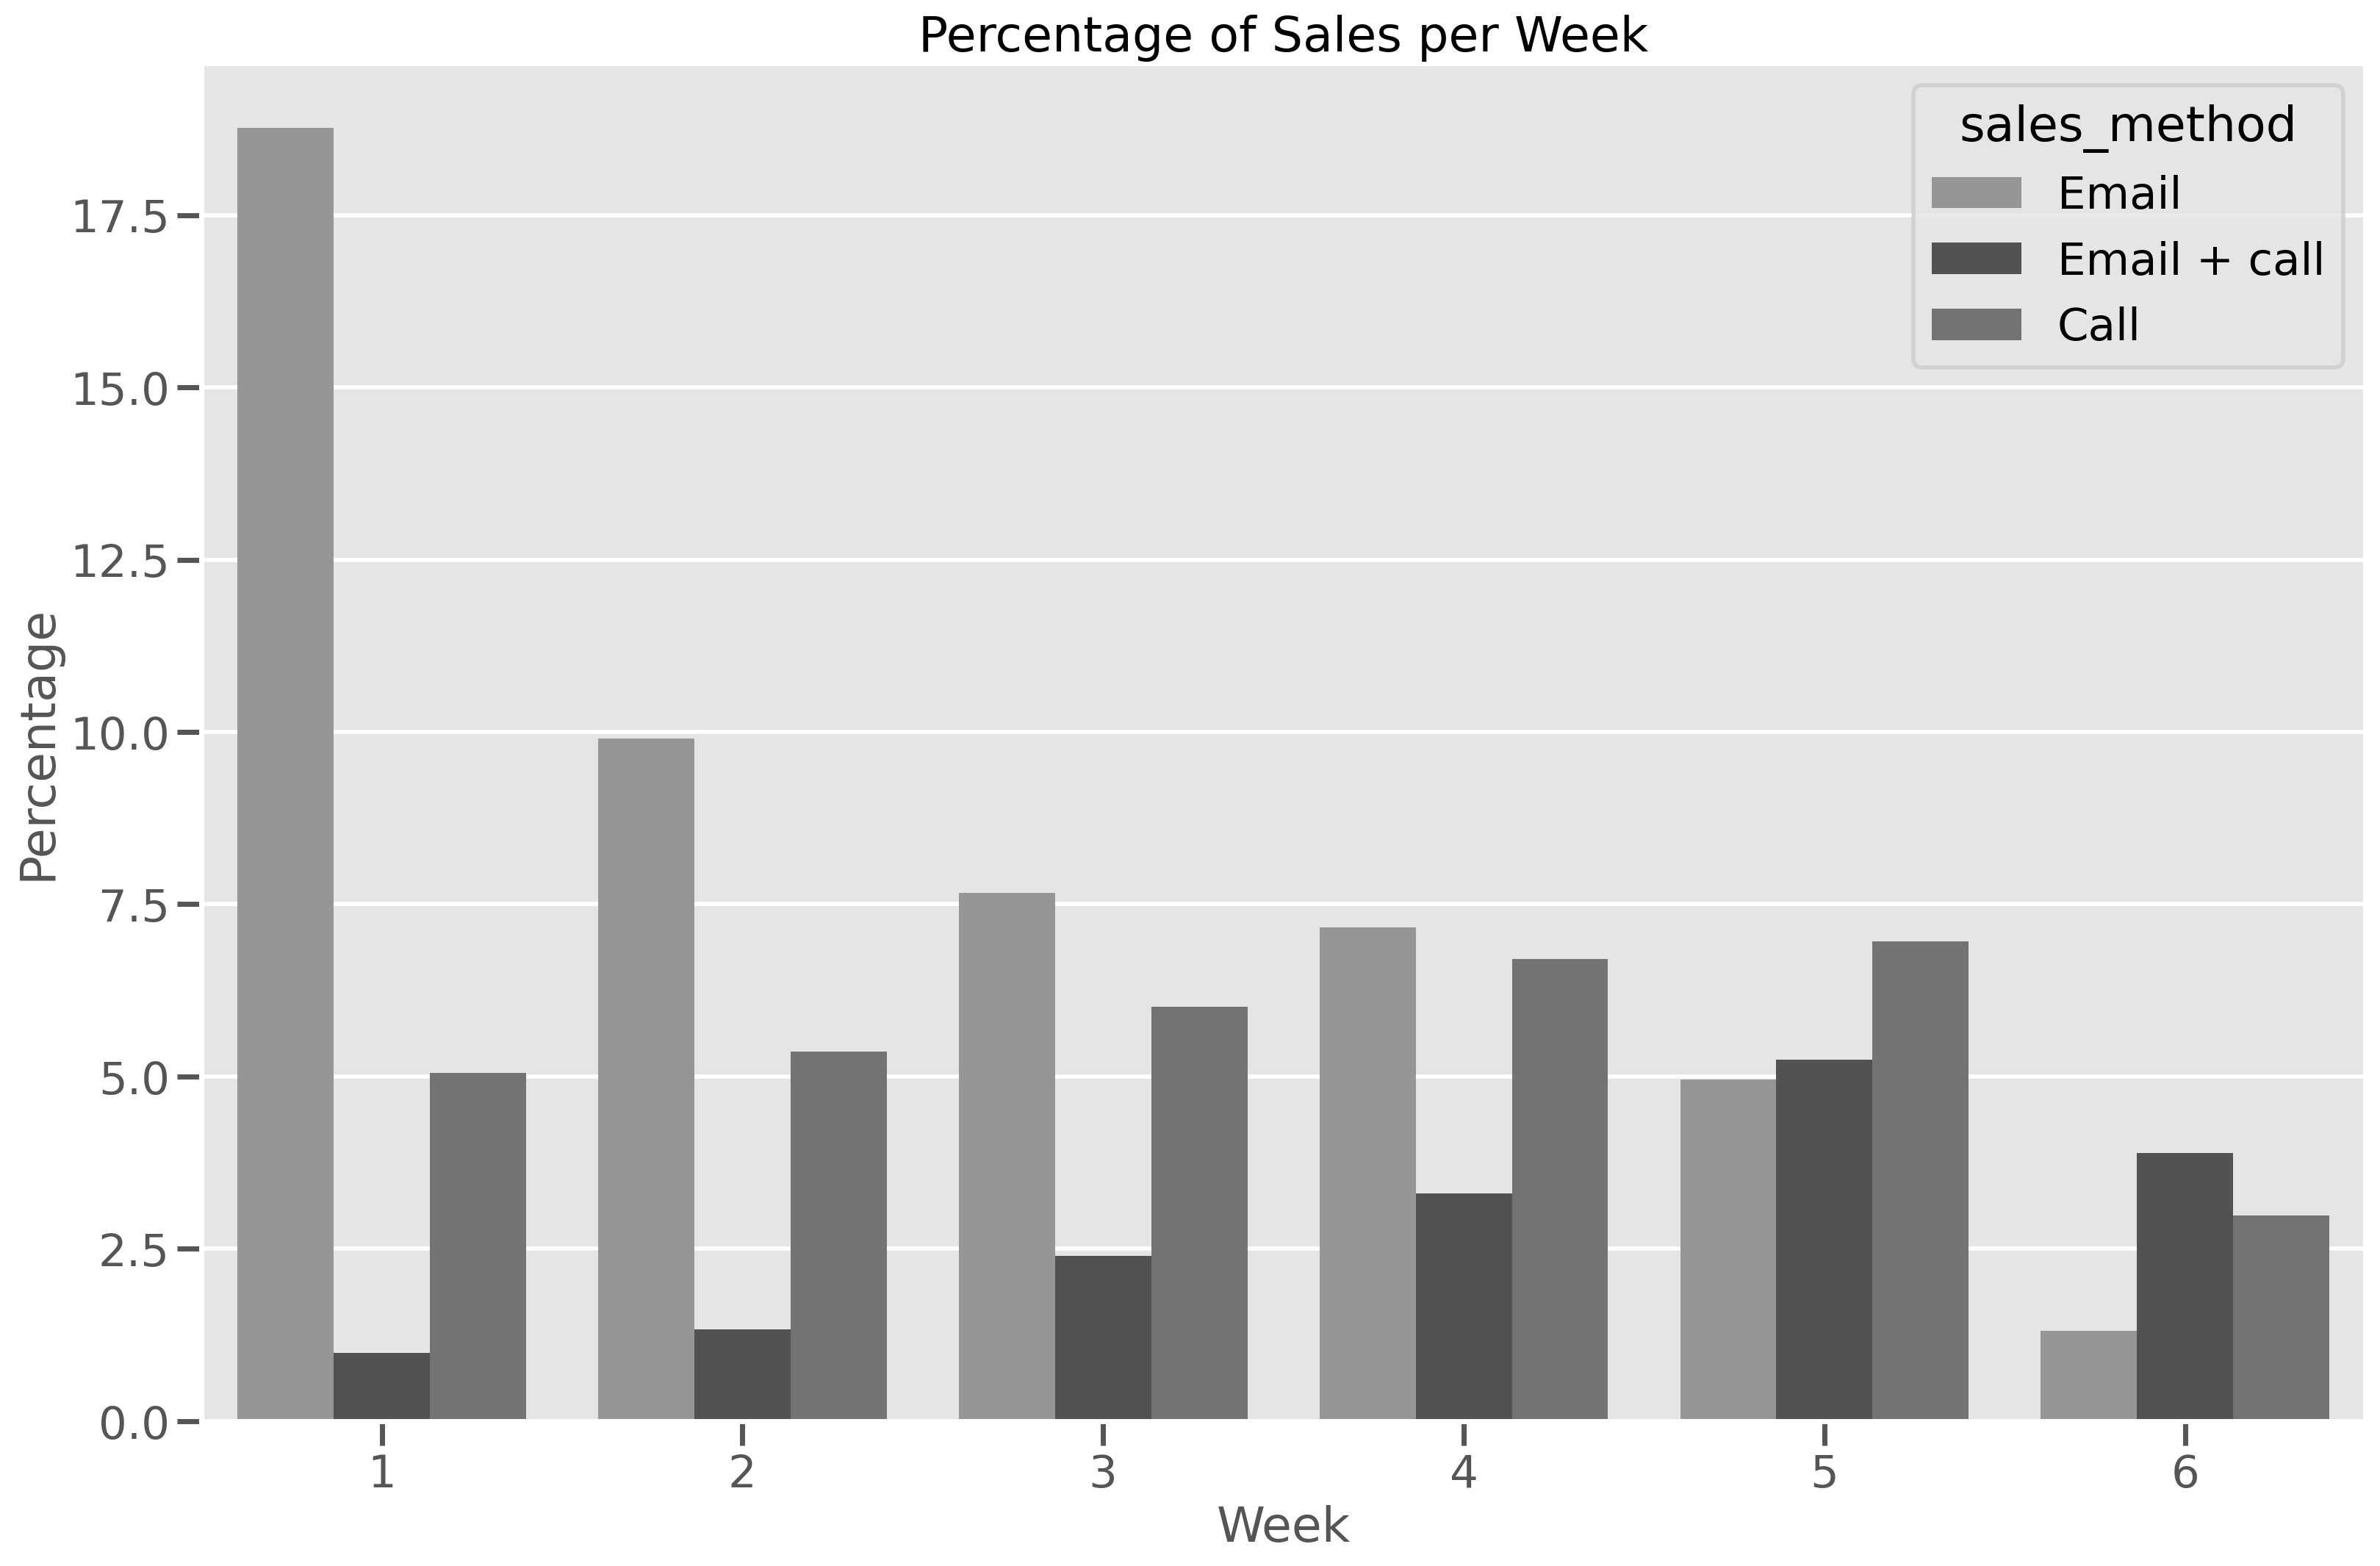 Percentage of Sales per Week
sales_method
Email
Email + call
Call
Percentage
17.5
15.0
12.5
10.0
7.5
5.0
2.5
0.0
1
2
3
4
5
6
Week